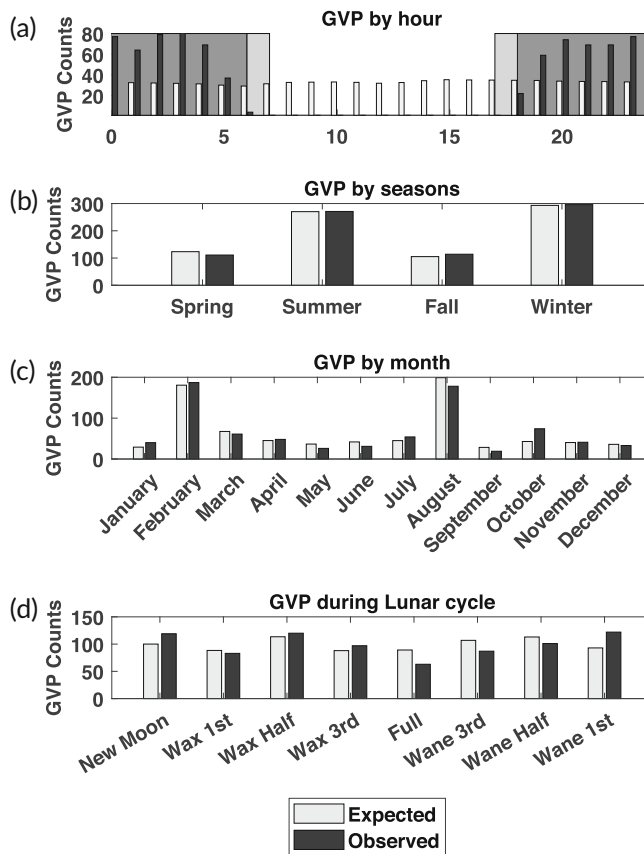 (a)
GVP by hour
GVP Counts
80
60
40
20
0
5
10
15
20
(b)
GVP by seasons
GVP Counts
300
200
100
0
Spring Summer Fall Winter
(c)
GVP by month
GVP Counts
200
100
0
January February March April May June July August September October November December
(d)
GVP during Lunar cycle
GVP Counts
150
100
50
0
New Moon Wax 1st Wax Half Wax 3rd Full Wane 3rd Wane Half Wane 1st
Expected
Observed